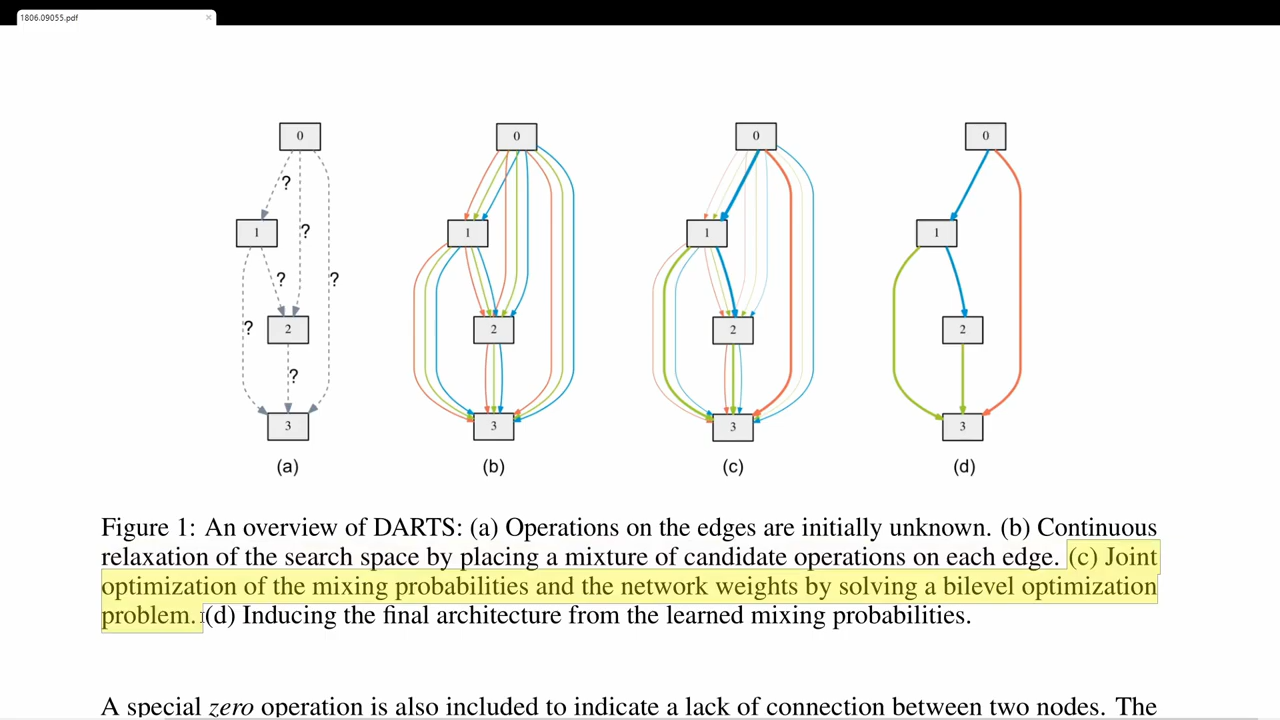 1806.09055.pdf
×
0 0 0 0
?
1 ? 1 1 1
? ?
? 2 2 2 2
?
3 3 3 3
(a) (b) (c) (d)
Figure 1: An overview of DARTS: (a) Operations on the edges are initially unknown. (b) Continuous
relaxation of the search space by placing a mixture of candidate operations on each edge. (c) Joint
optimization of the mixing probabilities and the network weights by solving a bilevel optimization
problem. (d) Inducing the final architecture from the learned mixing probabilities.
A special zero operation is also included to indicate a lack of connection between two nodes. The